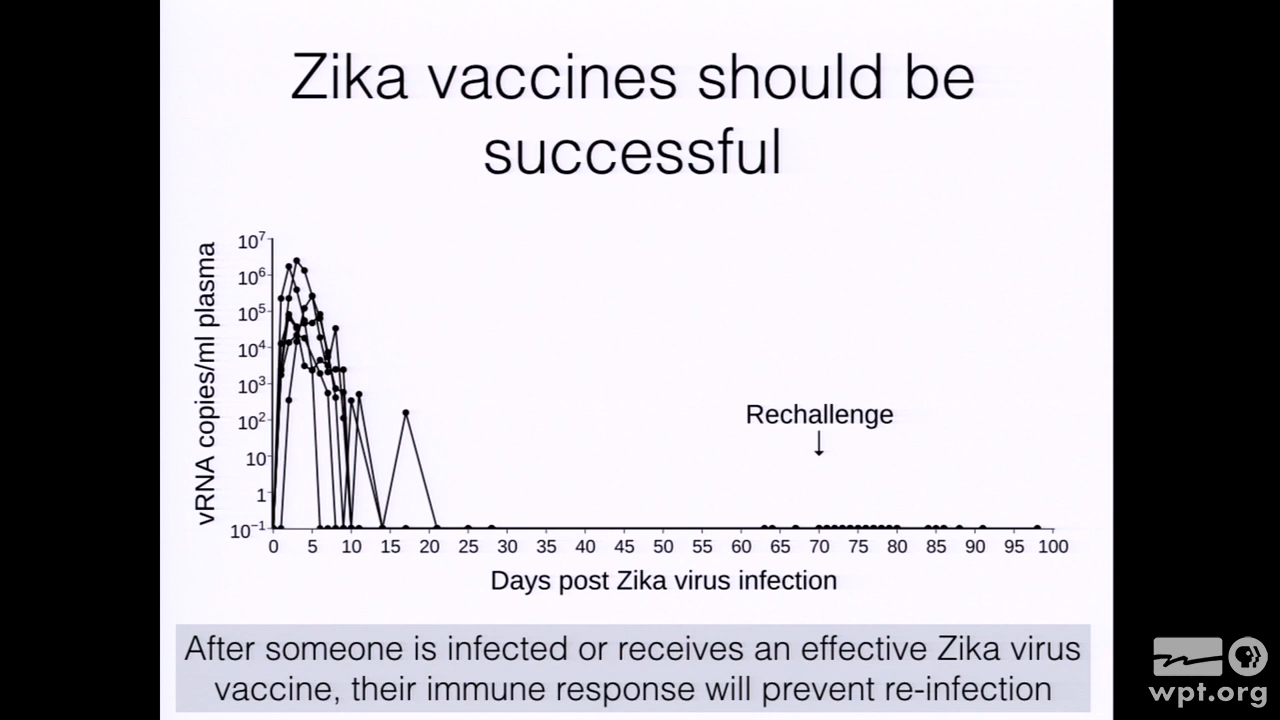 Zika vaccines should be
successful
vRNA copies/ml plasma
10⁷
10⁶
10⁵
10⁴
10³
10²
10
1
10⁻¹
Rechallenge
0 5 10 15 20 25 30 35 40 45 50 55 60 65 70 75 80 85 90 95 100
Days post Zika virus infection
After someone is infected or receives an effective Zika virus
vaccine, their immune response will prevent re-infection
wpt.org